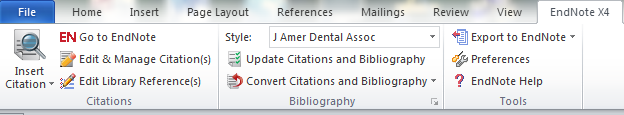 File Home Insert Page Layout References Mailings Review View EndNote X4
Insert Citation
EN Go to EndNote
Edit & Manage Citation(s)
Edit Library Reference(s)
Citations
Style: J Amer Dental Assoc
Update Citations and Bibliography
Convert Citations and Bibliography
Bibliography
Export to EndNote
Preferences
? EndNote Help
Tools